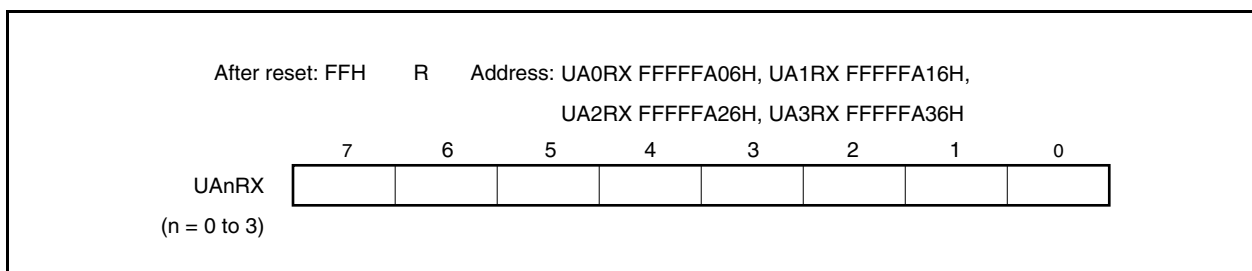 After reset: FFH R Address: UA0RX FFFFFA06H, UA1RX FFFFFA16H,
UA2RX FFFFFA26H, UA3RX FFFFFA36H
7 6 5 4 3 2 1 0
UAnRX
(n = 0 to 3)